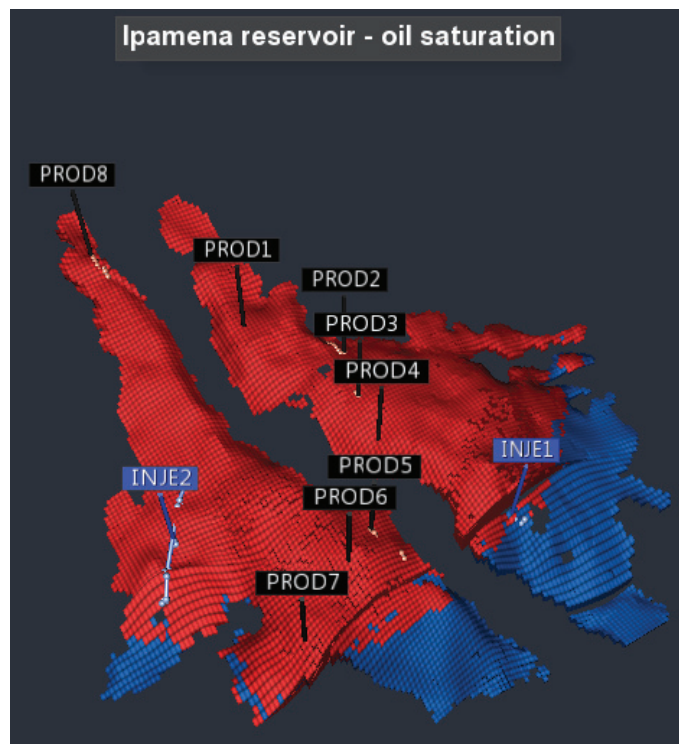 Ipamena reservoir - oil saturation
PROD8
PROD1
PROD2
PROD3
PROD4
INJE1
PROD5
INJE2
PROD6
PROD7